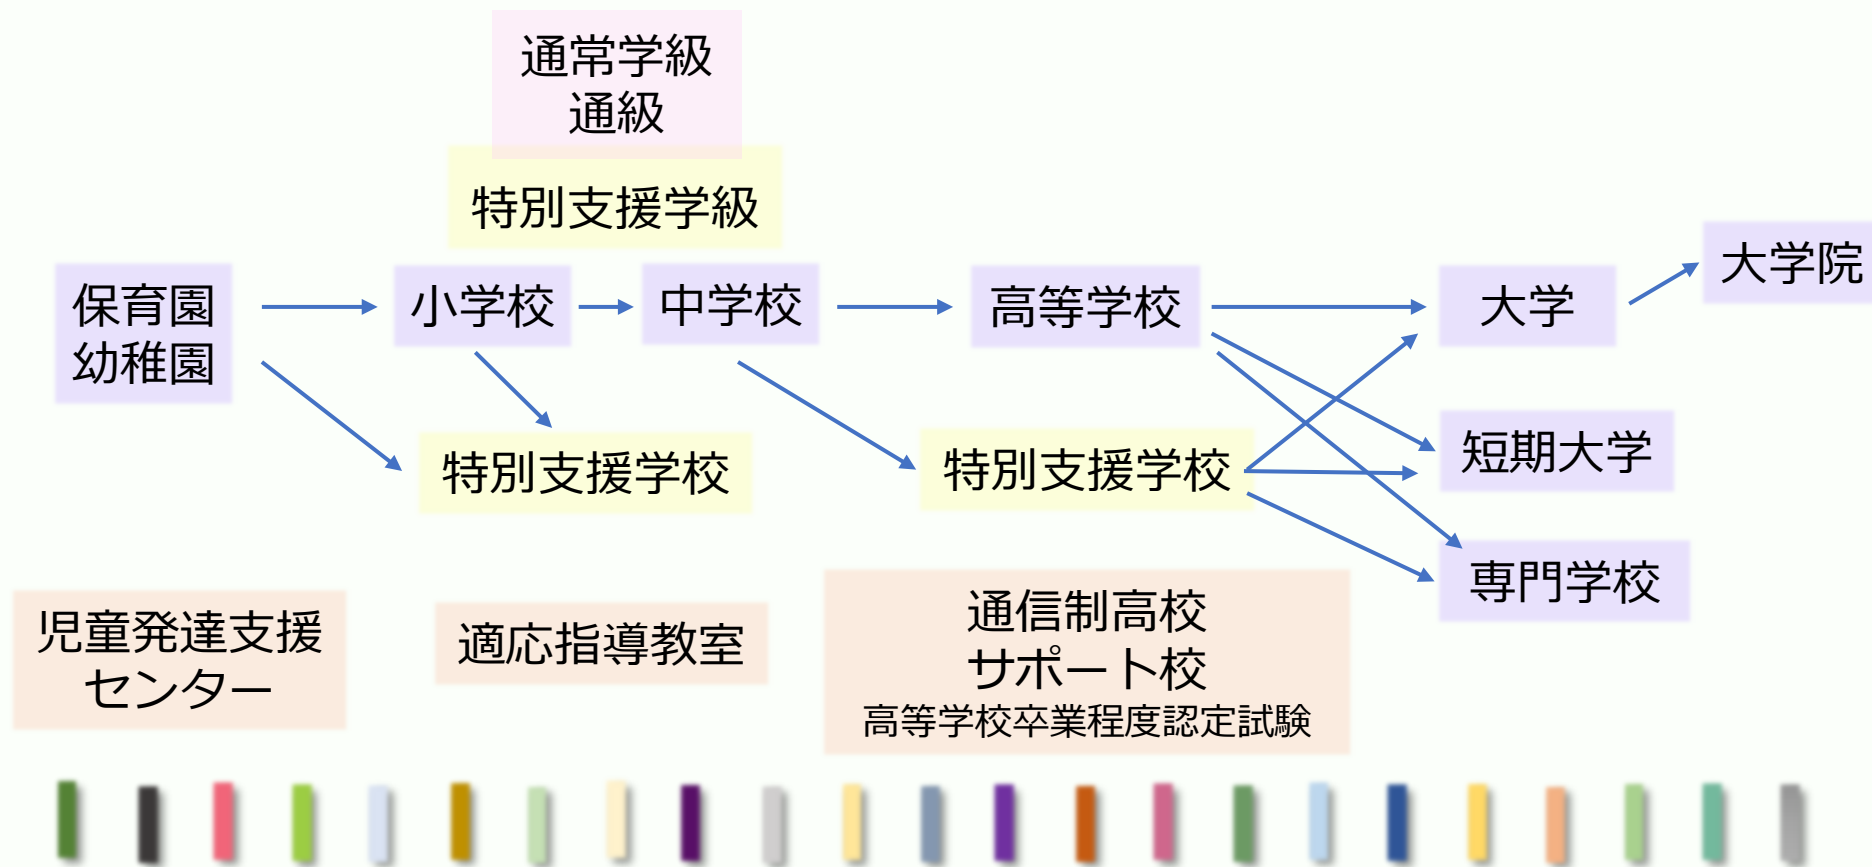 通常学級
通級
特別支援学級
保育園
幼稚園
小学校
中学校
高等学校
大学
大学院
特別支援学校
特別支援学校
短期大学
専門学校
児童発達支援
センター
適応指導教室
通信制高校
サポート校
高等学校卒業程度認定試験